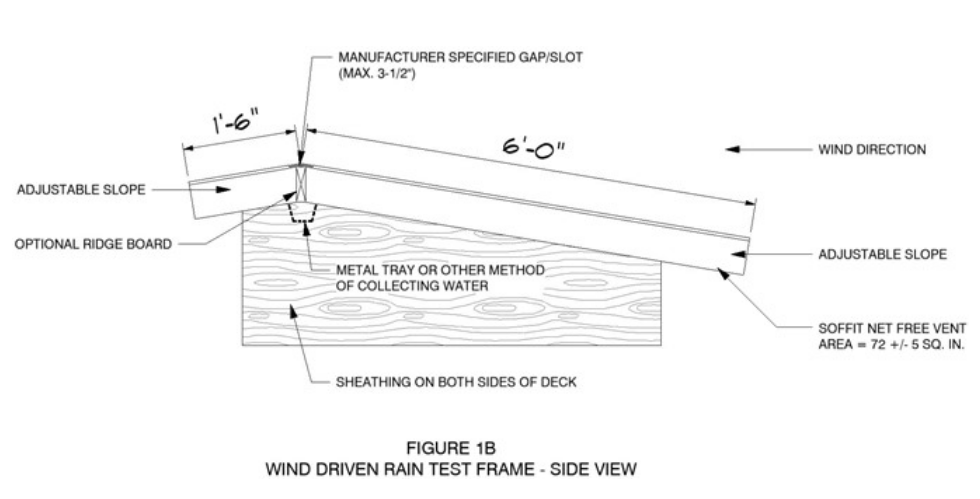 MANUFACTURER SPECIFIED GAP/SLOT
(MAX. 3-1/2")
1'-6"
6'-0"
WIND DIRECTION
ADJUSTABLE SLOPE
OPTIONAL RIDGE BOARD
ADJUSTABLE SLOPE
METAL TRAY OR OTHER METHOD
OF COLLECTING WATER
SOFFIT NET FREE VENT
AREA = 72 +/- 5 SQ. IN.
SHEATHING ON BOTH SIDES OF DECK
FIGURE 1B
WIND DRIVEN RAIN TEST FRAME - SIDE VIEW